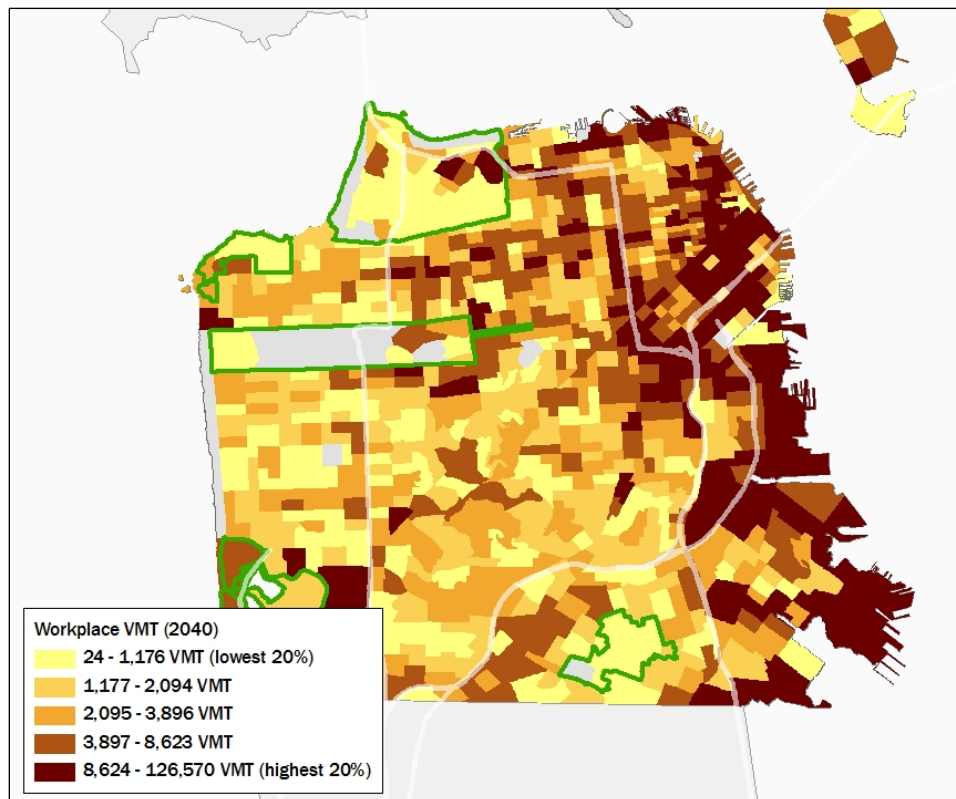 Workplace VMT (2040)
24 - 1,176 VMT (lowest 20%)
1,177 - 2,094 VMT
2,095 - 3,896 VMT
3,897 - 8,623 VMT
8,624 - 126,570 VMT (highest 20%)